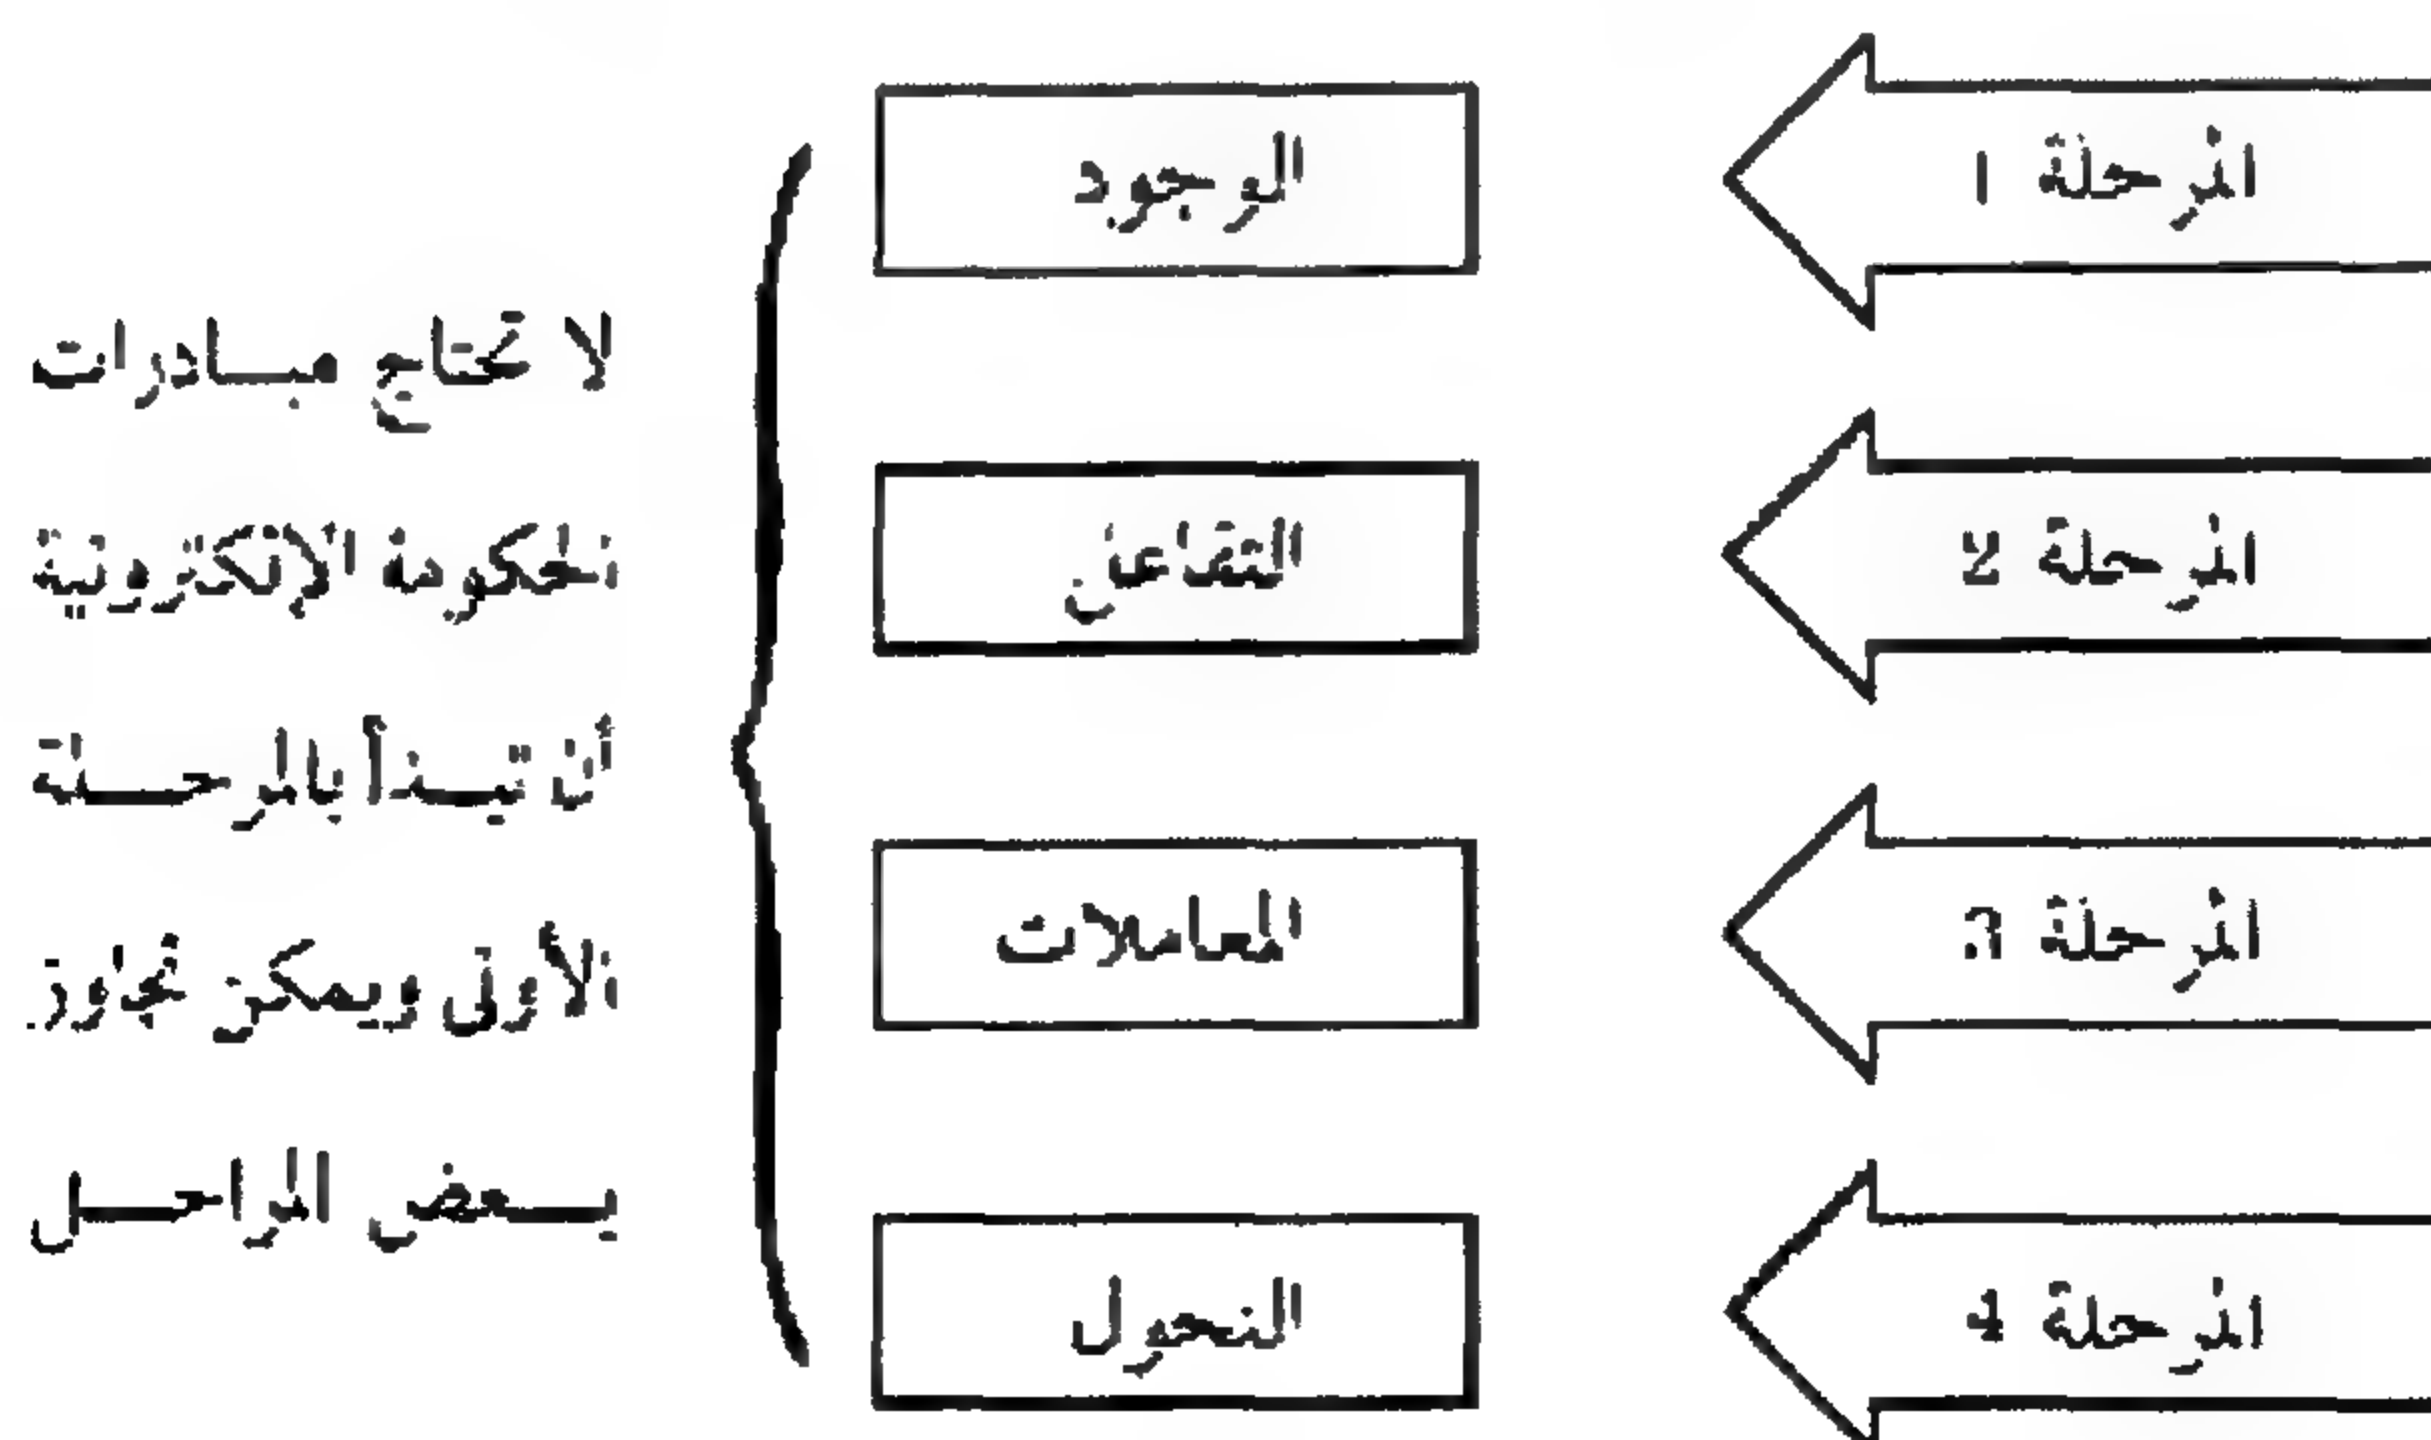 المرحلة 1
الوجود
المرحلة 2
التفاعل
المرحلة 3
المعاملات
المرحلة 4
التحول
لا تحتاج مبادرات
الحكومة الإلكترونية
أن تبدأ بالمرحلة
الأولى ويمكن تجاوز
بعض المراحل